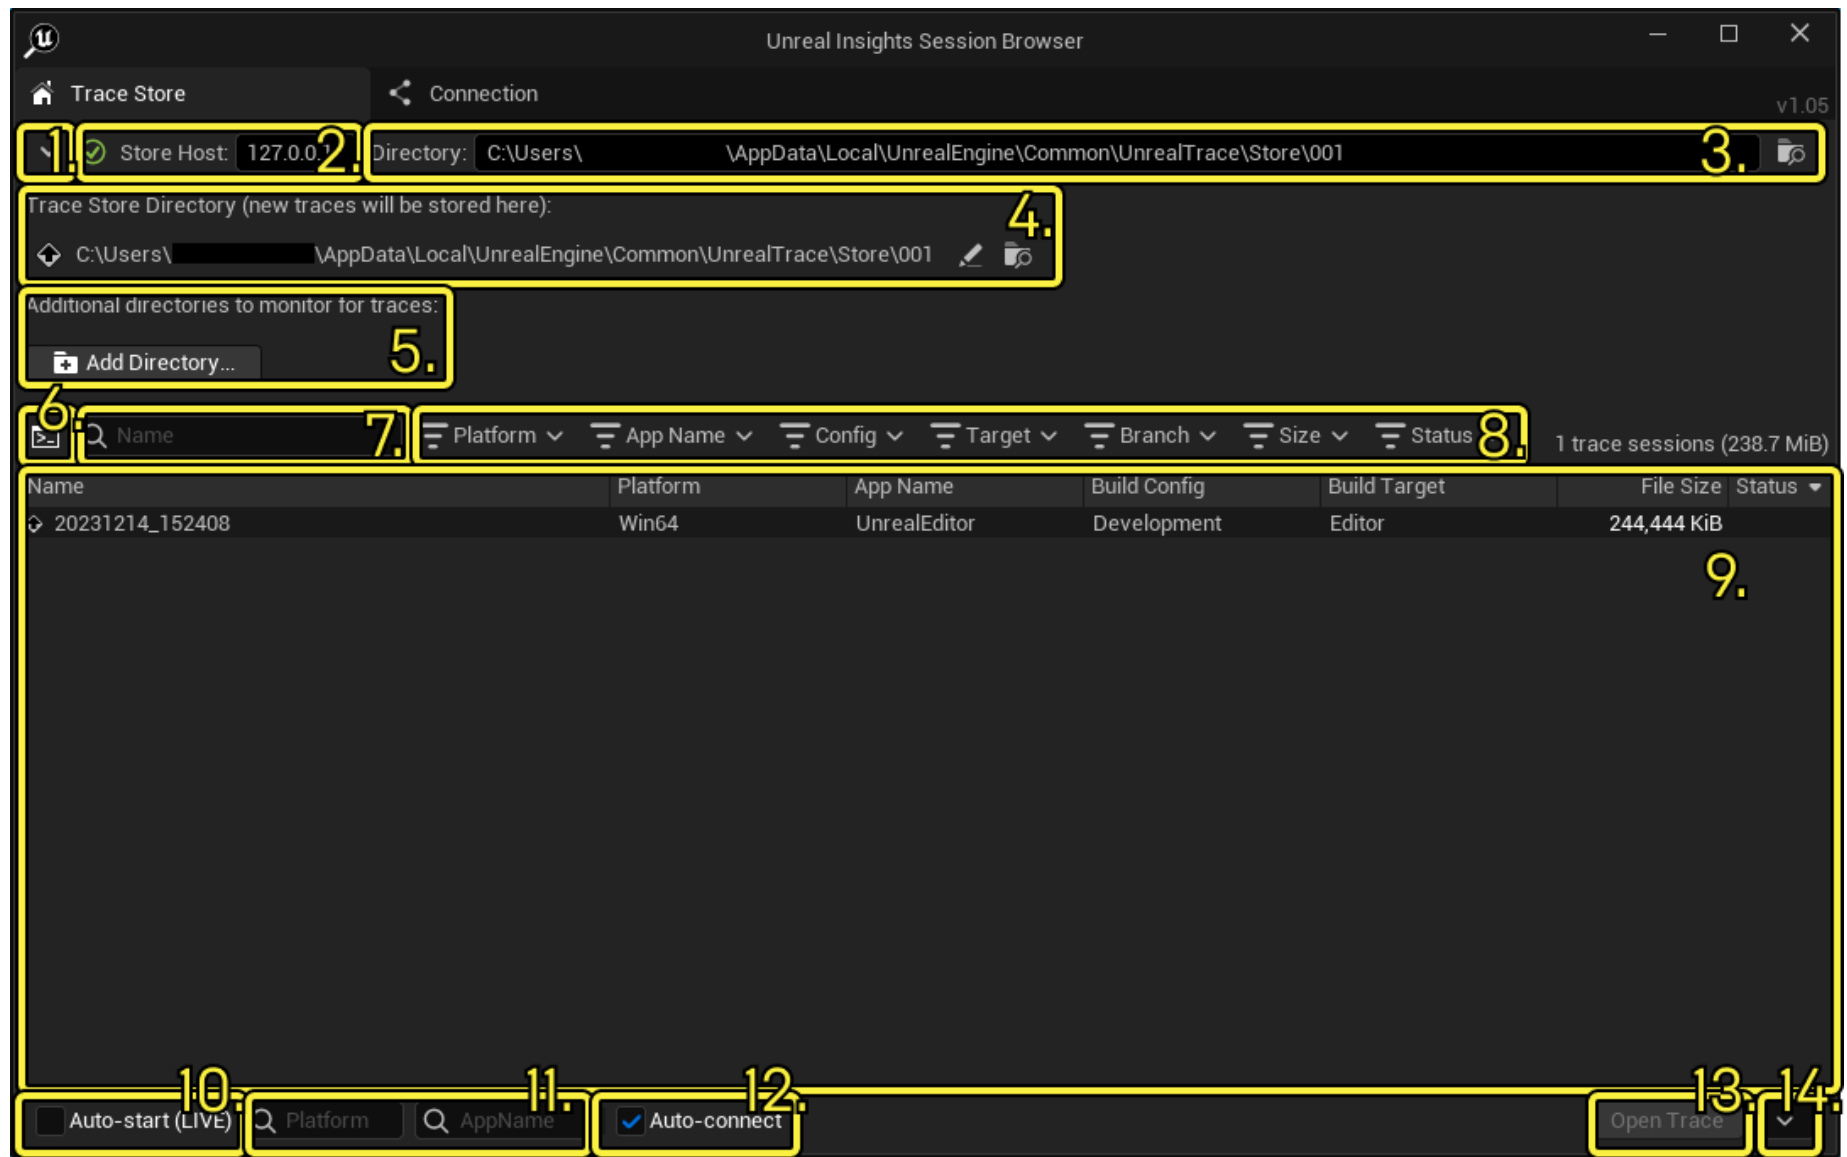 Unreal Insights Session Browser
Trace Store
Connection
v1.05
1.
Store Host: 127.0.0.1
2.
Directory: C:\Users\ \AppData\Local\UnrealEngine\Common\UnrealTrace\Store\001
3.
Trace Store Directory (new traces will be stored here):
4.
C:\Users\ \AppData\Local\UnrealEngine\Common\UnrealTrace\Store\001
Additional directories to monitor for traces:
5.
Add Directory...
6.
Name
7.
Platform App Name Config Target Branch Size Status
8.
1 trace sessions (238.7 MiB)
Name Platform App Name Build Config Build Target File Size Status
20231214_152408 Win64 UnrealEditor Development Editor 244,444 KiB
9.
10. 11. 12. 13. 14.
Auto-start (LIVE) Platform AppName Auto-connect Open Trace